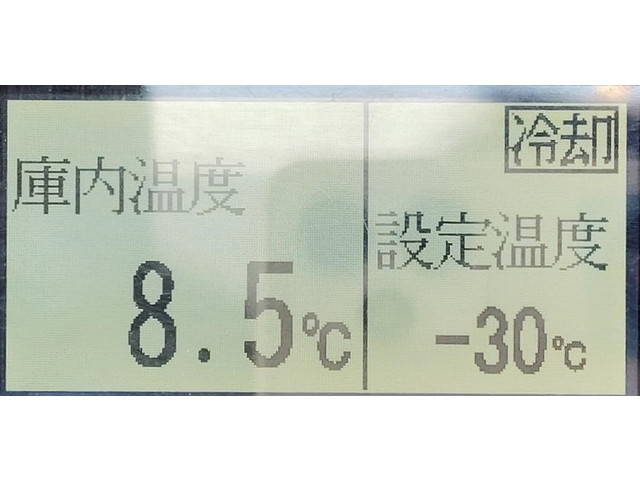 庫内温度
8.5℃
冷却
設定温度
-30℃